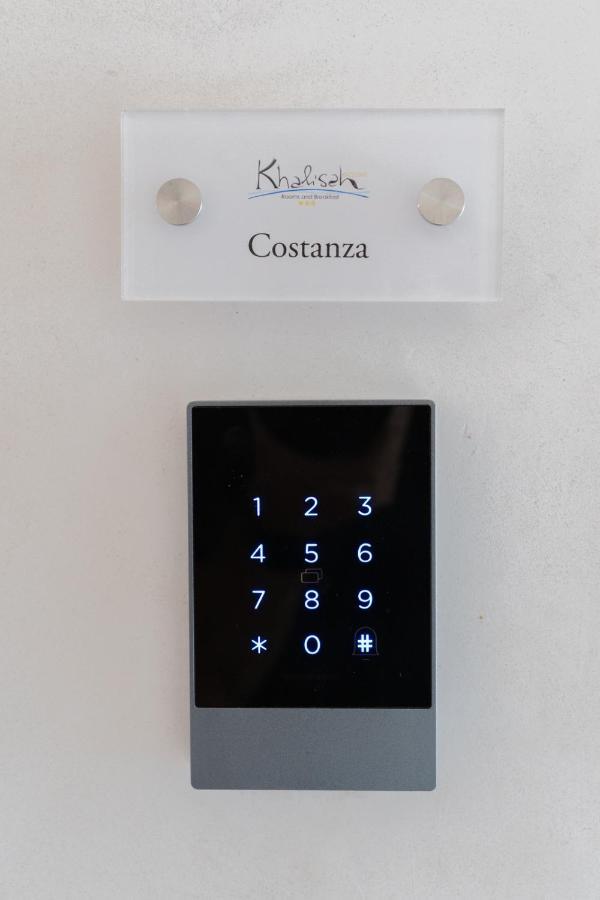 Khalisah
Rooms and Breakfast
Costanza
1 2 3
4 5 6
7 8 9
* 0 #